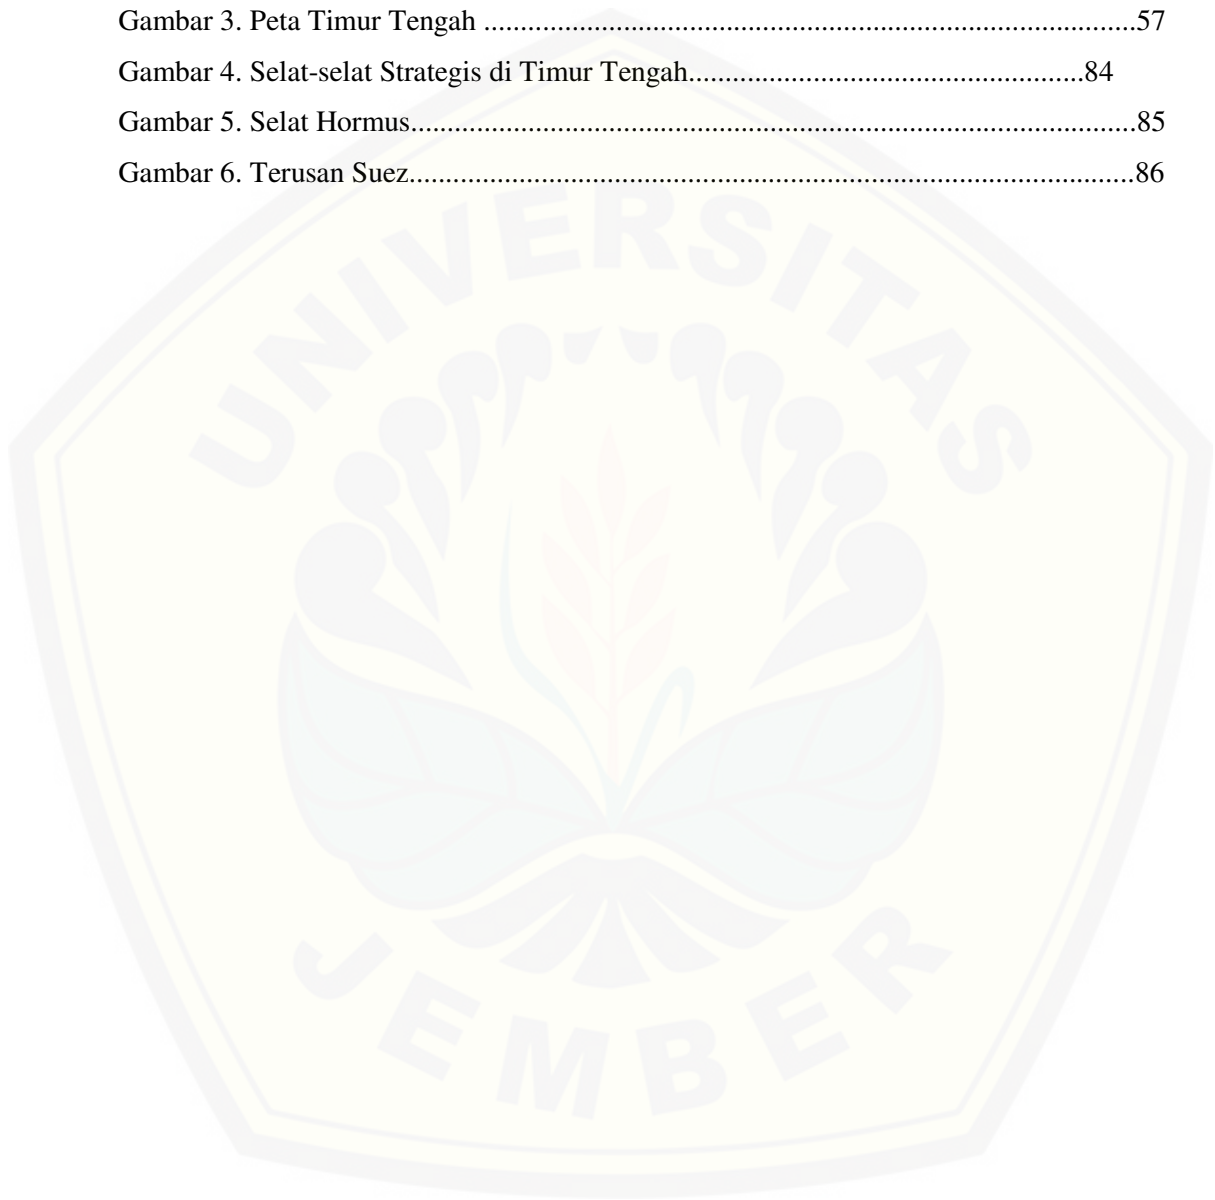 Gambar 3. Peta Timur Tengah ..........................................................................................57
Gambar 4. Selat-selat Strategis di Timur Tengah.......................................................84
Gambar 5. Selat Hormus....................................................................................................85
Gambar 6. Terusan Suez....................................................................................................86
UNIVERSITAS
JEMBER